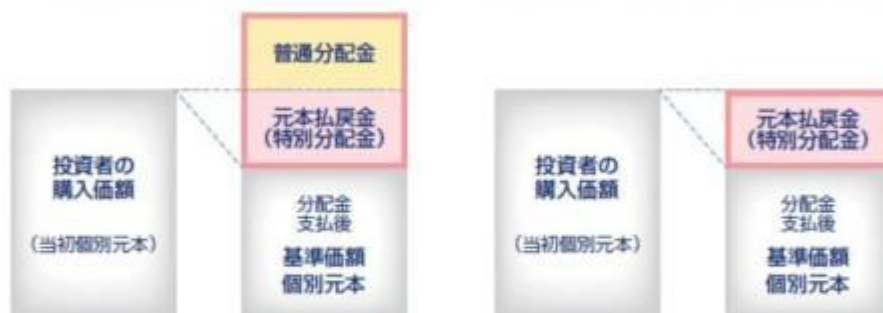 普通分配金
元本払戻金
(特別分配金)
投資者の
購入価額
(当初個別元本)
分配金
支払後
基準価額
個別元本
元本払戻金
(特別分配金)
投資者の
購入価額
(当初個別元本)
分配金
支払後
基準価額
個別元本